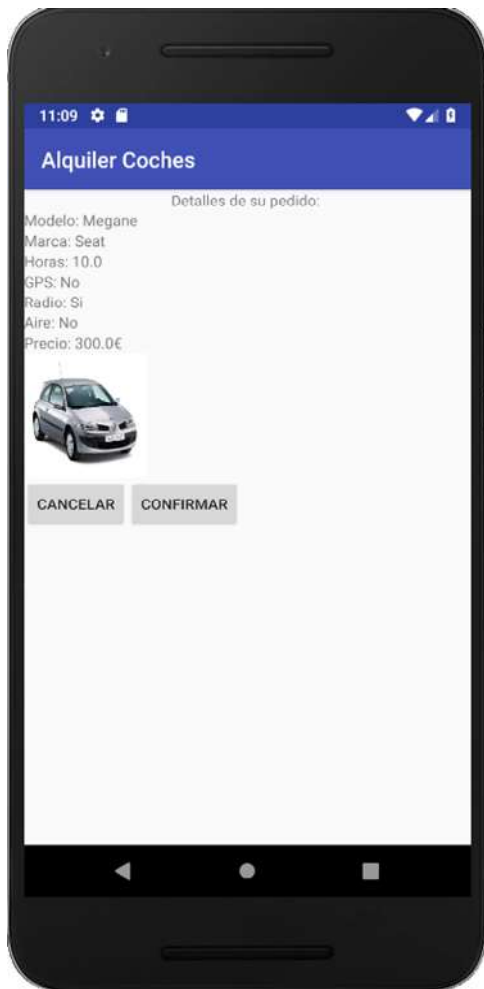 11:09
Alquiler Coches
Detalles de su pedido:
Modelo: Megane
Marca: Seat
Horas: 10.0
GPS: No
Radio: Si
Aire: No
Precio: 300.0€
CANCELAR CONFIRMAR